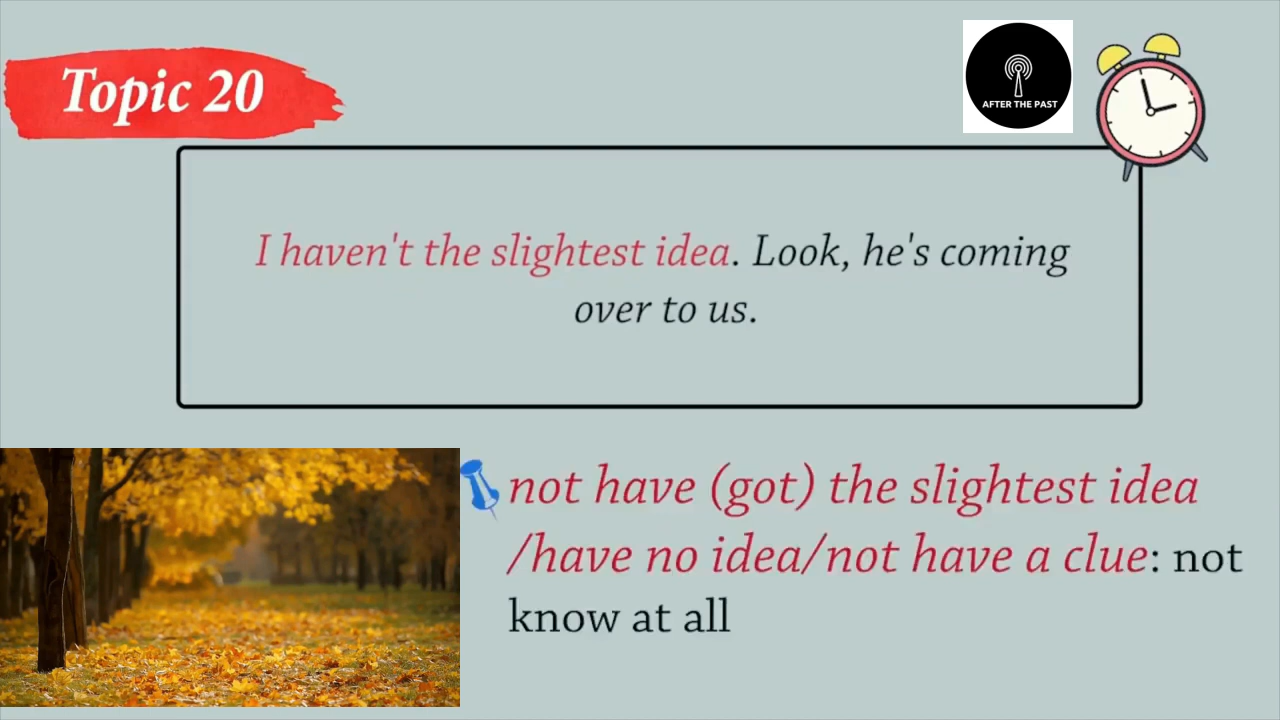 Topic 20
AFTER THE PAST
I haven't the slightest idea. Look, he's coming
over to us.
not have (got) the slightest idea
/have no idea/not have a clue: not
know at all